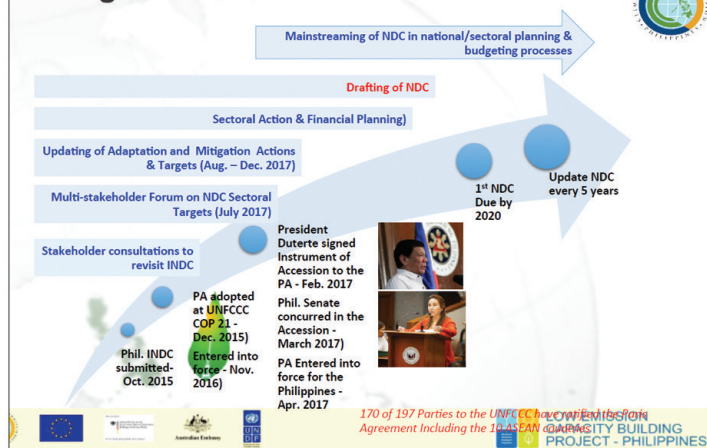 Mainstreaming of NDC in national/sectoral planning &
budgeting processes
Drafting of NDC
Sectoral Action & Financial Planning)
Updating of Adaptation and Mitigation Actions
& Targets (Aug. – Dec. 2017)
Multi-stakeholder Forum on NDC Sectoral
Targets (July 2017)
Stakeholder consultations to
revisit INDC
Phil. INDC
submitted-
Oct. 2015
PA adopted
at UNFCCC
COP 21 -
Dec. 2015)
Entered into
force - Nov.
2016)
President
Duterte signed
Instrument of
Accession to the
PA - Feb. 2017
Phil. Senate
concurred in the
Accession -
March 2017)
PA Entered into
force for the
Philippines -
Apr. 2017
1st NDC
Due by
2020
Update NDC
every 5 years
170 of 197 Parties to the UNFCCC have ratified the Paris
Agreement Including the 10 ASEAN countries
Australian Embassy
U N
D P
LOW EMISSION
CAPACITY BUILDING
PROJECT - PHILIPPINES